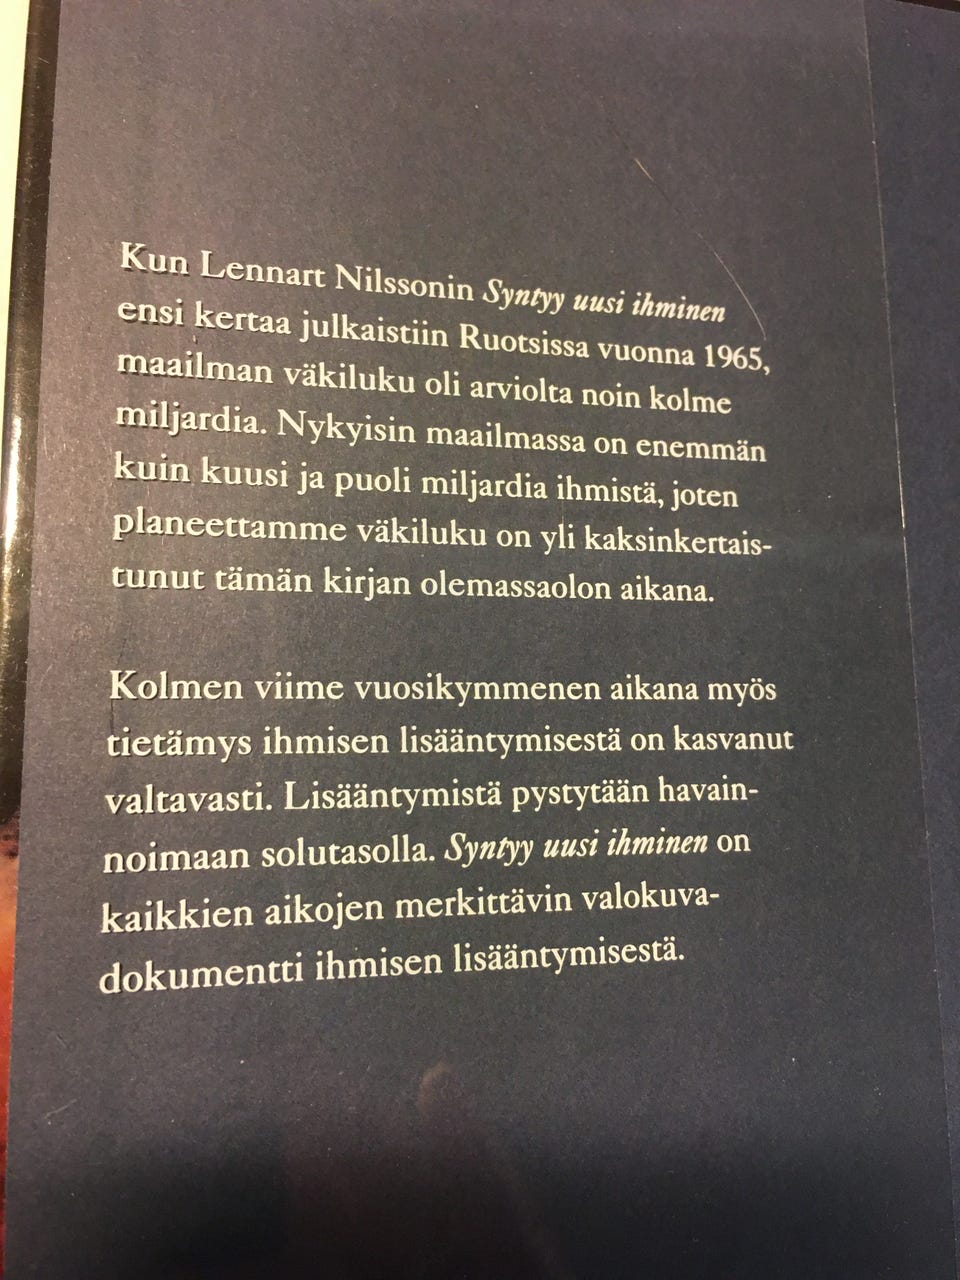 Kun Lennart Nilssonin Syntyy uusi ihminen
ensi kertaa julkaistiin Ruotsissa vuonna 1965,
maailman väkiluku oli arviolta noin kolme
miljardia. Nykyisin maailmassa on enemmän
kuin kuusi ja puoli miljardia ihmistä, joten
planeettamme väkiluku on yli kaksinkertais-
tunut tämän kirjan olemassaolon aikana.
Kolmen viime vuosikymmenen aikana myös
tietämys ihmisen lisääntymisestä on kasvanut
valtavasti. Lisääntymistä pystytään havain-
noimaan solutasolla. Syntyy uusi ihminen on
kaikkien aikojen merkittävin valokuva-
dokumentti ihmisen lisääntymisestä.